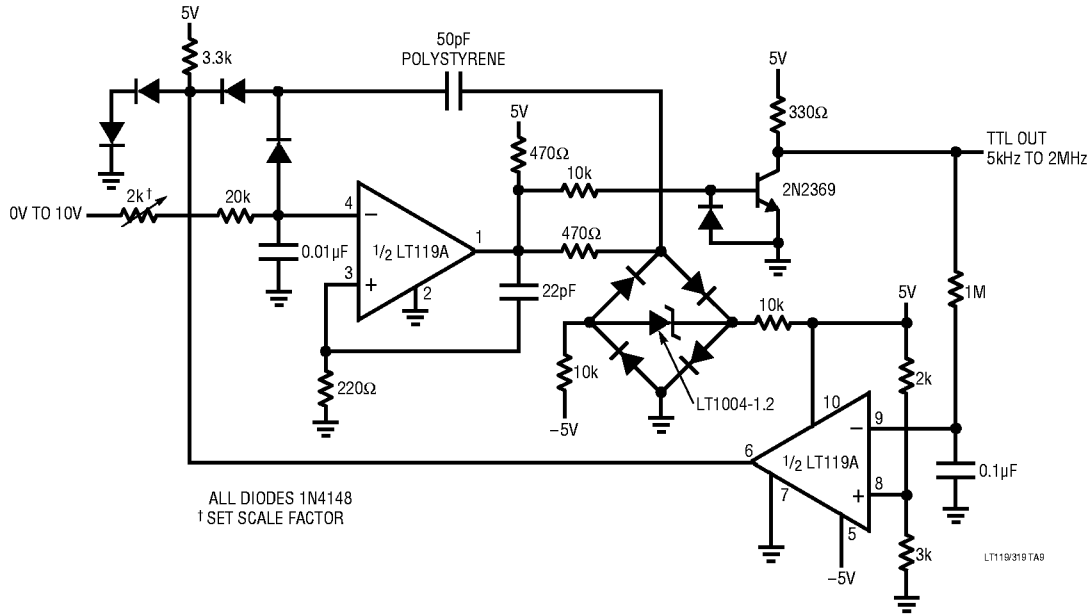 5V
3.3k
50pF
POLYSTYRENE
5V
5V
330Ω
TTL OUT
5kHz TO 2MHz
470Ω
10k
2N2369
0V TO 10V
2k†
20k
4
−
1/2 LT119A
1
470Ω
0.01µF
3
+
2
22pF
1M
10k
5V
220Ω
10k
−5V
LT1004-1.2
2k
10
−
9
6
1/2 LT119A
7
+
8
5
−5V
0.1µF
3k
ALL DIODES 1N4148
† SET SCALE FACTOR
LT119/319 TA9